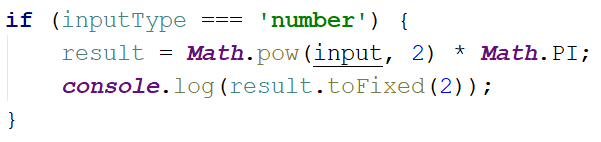 if (inputType === 'number') {
    result = Math.pow(input, 2) * Math.PI;
    console.log(result.toFixed(2));
}